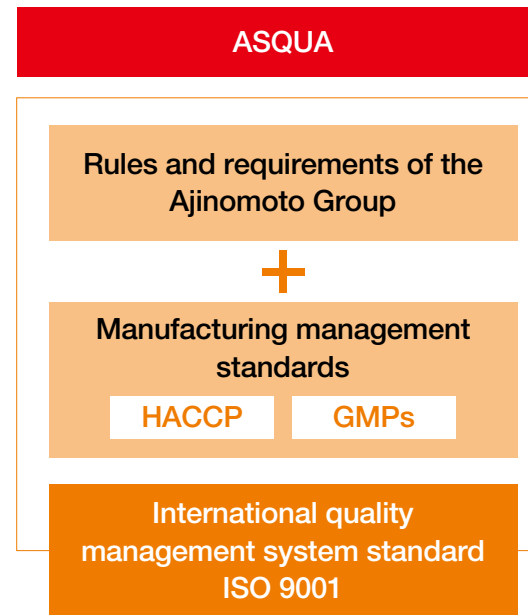 ASQUA
Rules and requirements of the
Ajinomoto Group
+
Manufacturing management
standards
HACCP GMPs
International quality
management system standard
ISO 9001